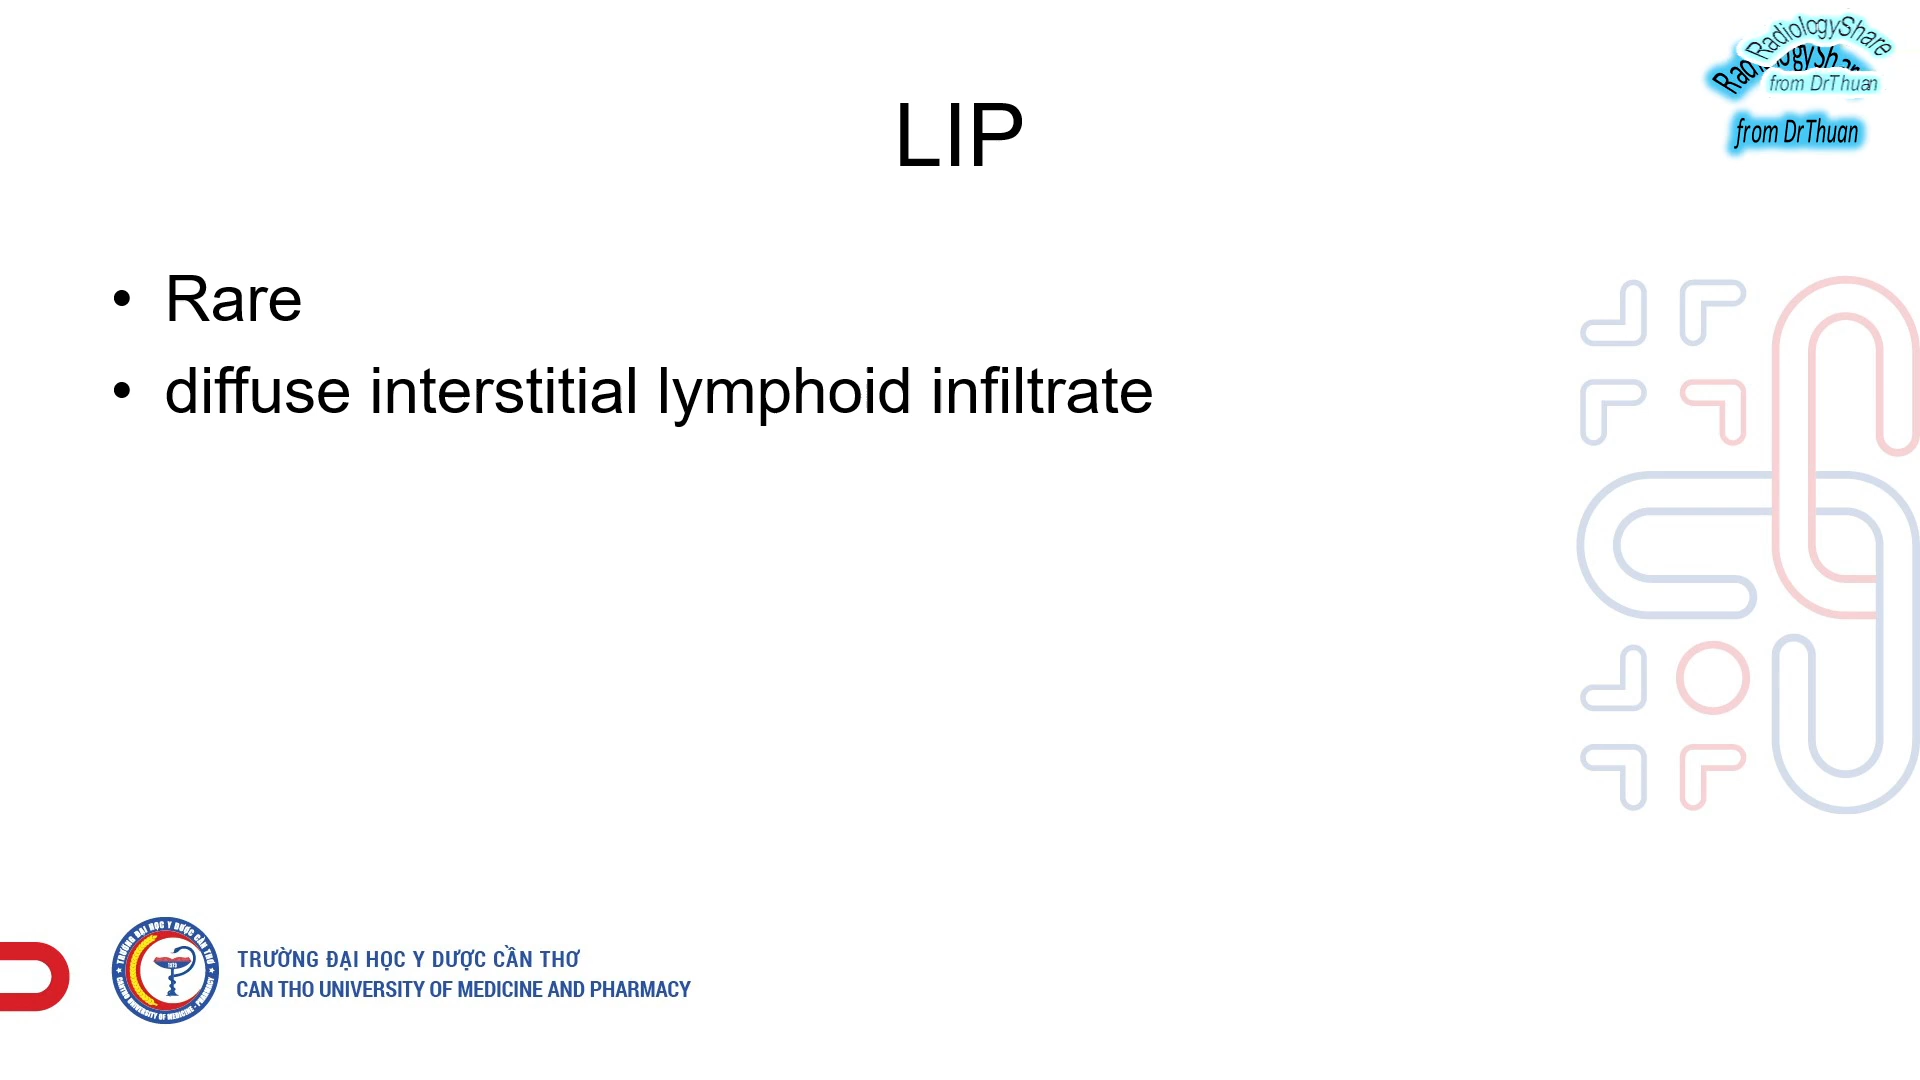 RadiologyShare
from DrThuan
from DrThuan
LIP
• Rare
• diffuse interstitial lymphoid infiltrate
TRƯỜNG ĐẠI HỌC Y DƯỢC CẦN THƠ
CAN THO UNIVERSITY OF MEDICINE AND PHARMACY